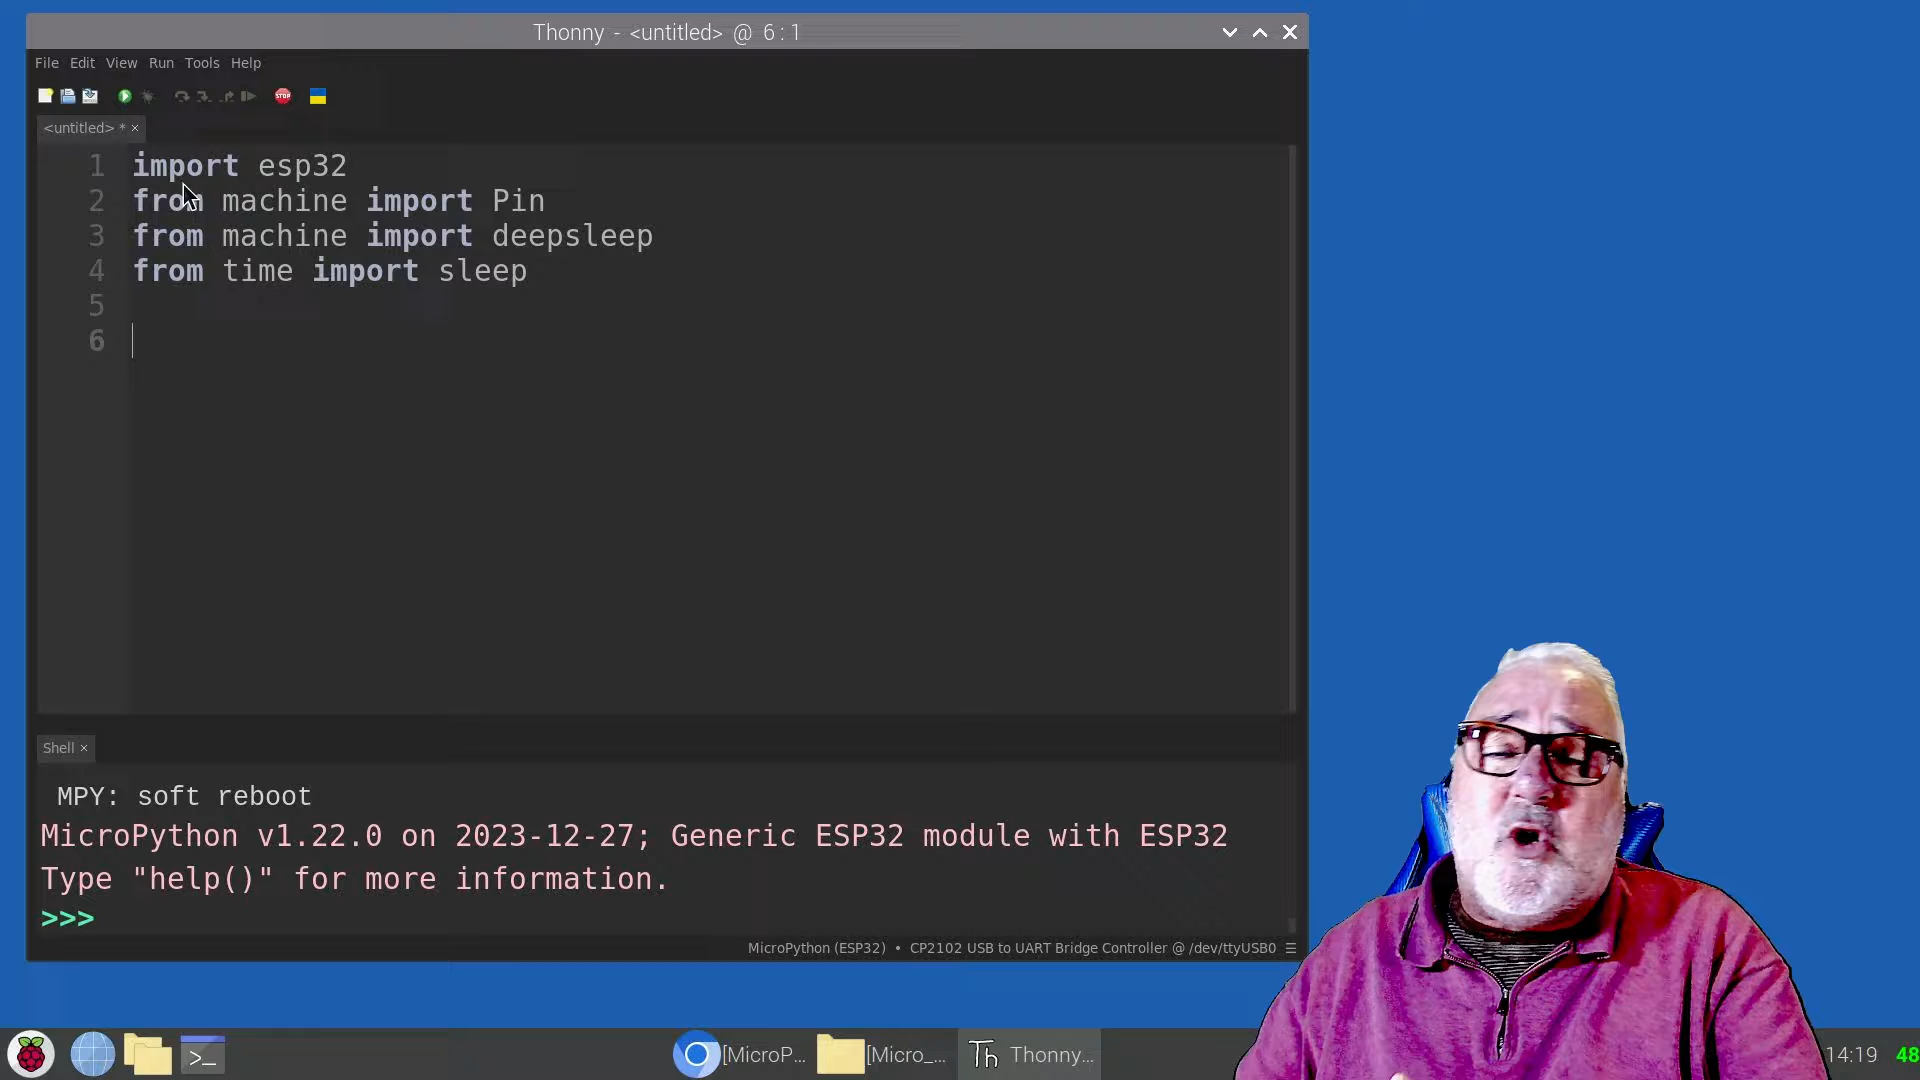 Thonny - <untitled> @ 6 : 1
File Edit View Run Tools Help
STOP
<untitled> *
1 import esp32
2 from machine import Pin
3 from machine import deepsleep
4 from time import sleep
5
6
Shell
MPY: soft reboot
MicroPython v1.22.0 on 2023-12-27; Generic ESP32 module with ESP32
Type "help()" for more information.
>>>
MicroPython (ESP32) • CP2102 USB to UART Bridge Controller @ /dev/ttyUSB0
>_ [MicroP... [Micro_... Th Thonny... 14:19 48